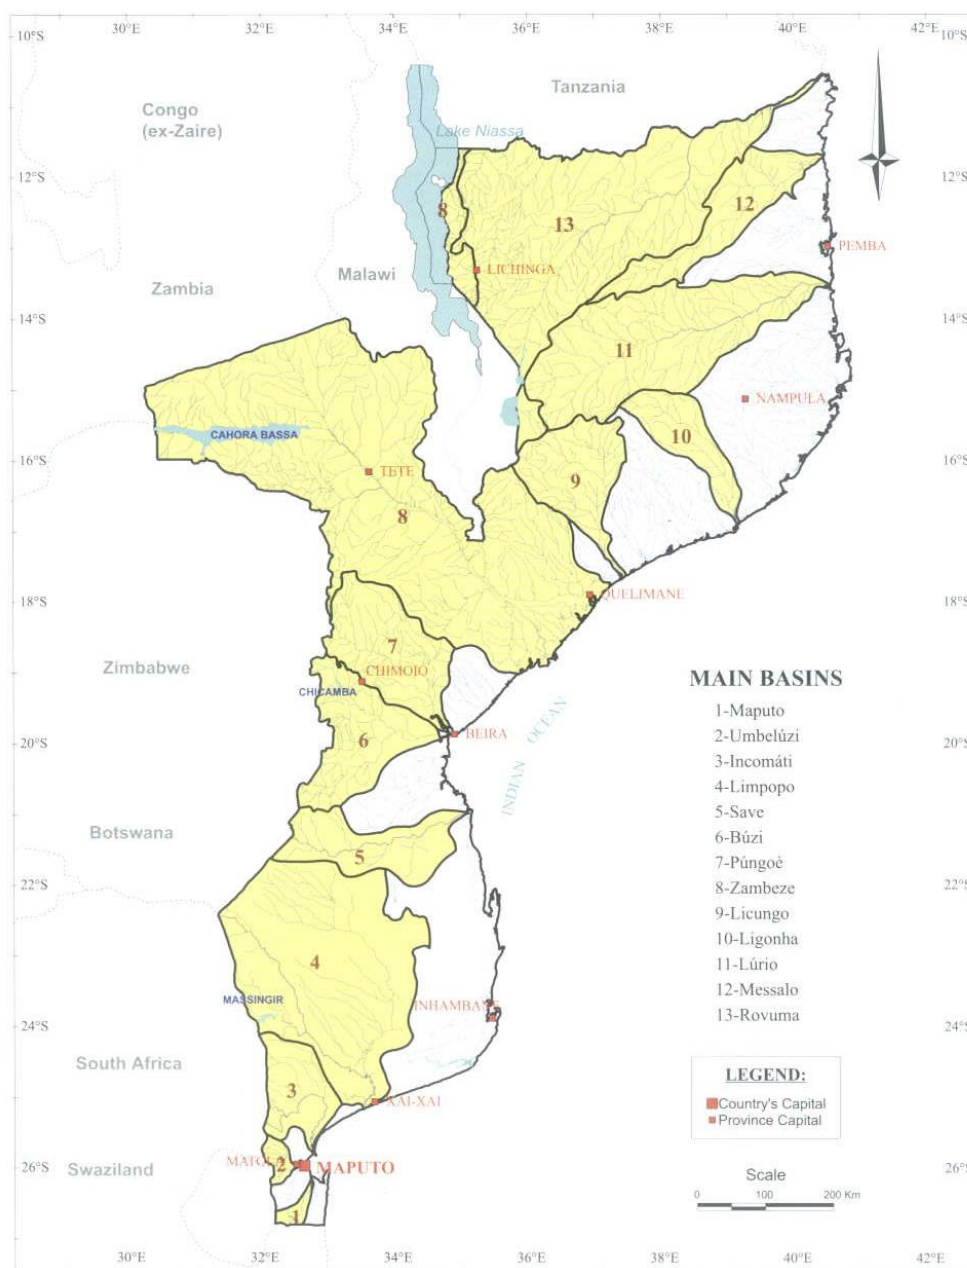 30°E 32°E 34°E 36°E 38°E 40°E 42°E
10°S 10°S
Tanzania
Congo
(ex-Zaire)
Lake Niassa
12°S 12°S
8 13 12
PEMBA
LICHINGA
Malawi
Zambia
14°S 14°S
11
NAMPULA
CAHORA BASSA 10
16°S 16°S
TETE 9
8
QUELIMANE
18°S 18°S
7
Zimbabwe CHIMOIO
CHICAMBA
6 BEIRA
20°S 20°S
INDIAN OCEAN
Botswana
5
22°S 22°S
4
MASSINGIR INHAMBANE
24°S 24°S
South Africa
3
XAI-XAI
26°S 26°S
Swaziland 2 MAPUTO
1
MAIN BASINS
1-Maputo
2-Umbelúzi
3-Incomáti
4-Limpopo
5-Save
6-Búzi
7-Púngoè
8-Zambeze
9-Licungo
10-Ligonha
11-Lúrio
12-Messalo
13-Rovuma
LEGEND:
Country's Capital
Province Capital
Scale
0 100 200 Km
30°E 32°E 34°E 36°E 38°E 40°E 42°E